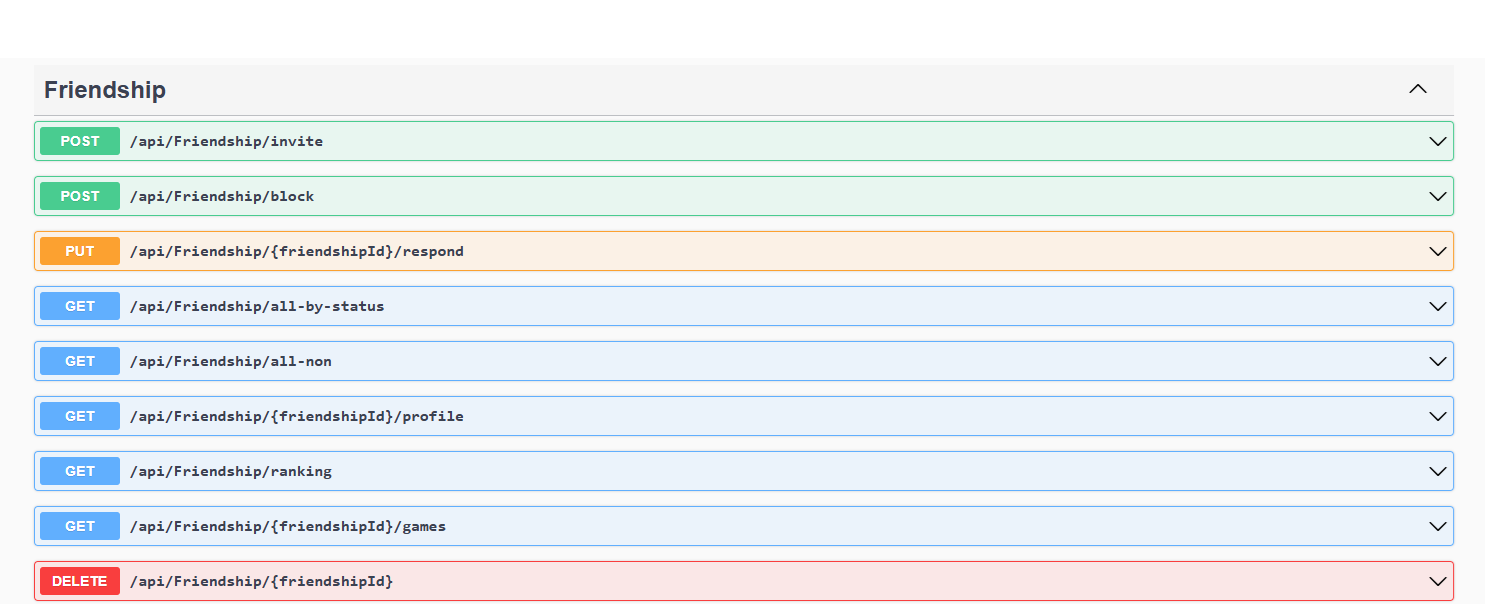 Friendship
POST /api/Friendship/invite
POST /api/Friendship/block
PUT /api/Friendship/{friendshipId}/respond
GET /api/Friendship/all-by-status
GET /api/Friendship/all-non
GET /api/Friendship/{friendshipId}/profile
GET /api/Friendship/ranking
GET /api/Friendship/{friendshipId}/games
DELETE /api/Friendship/{friendshipId}